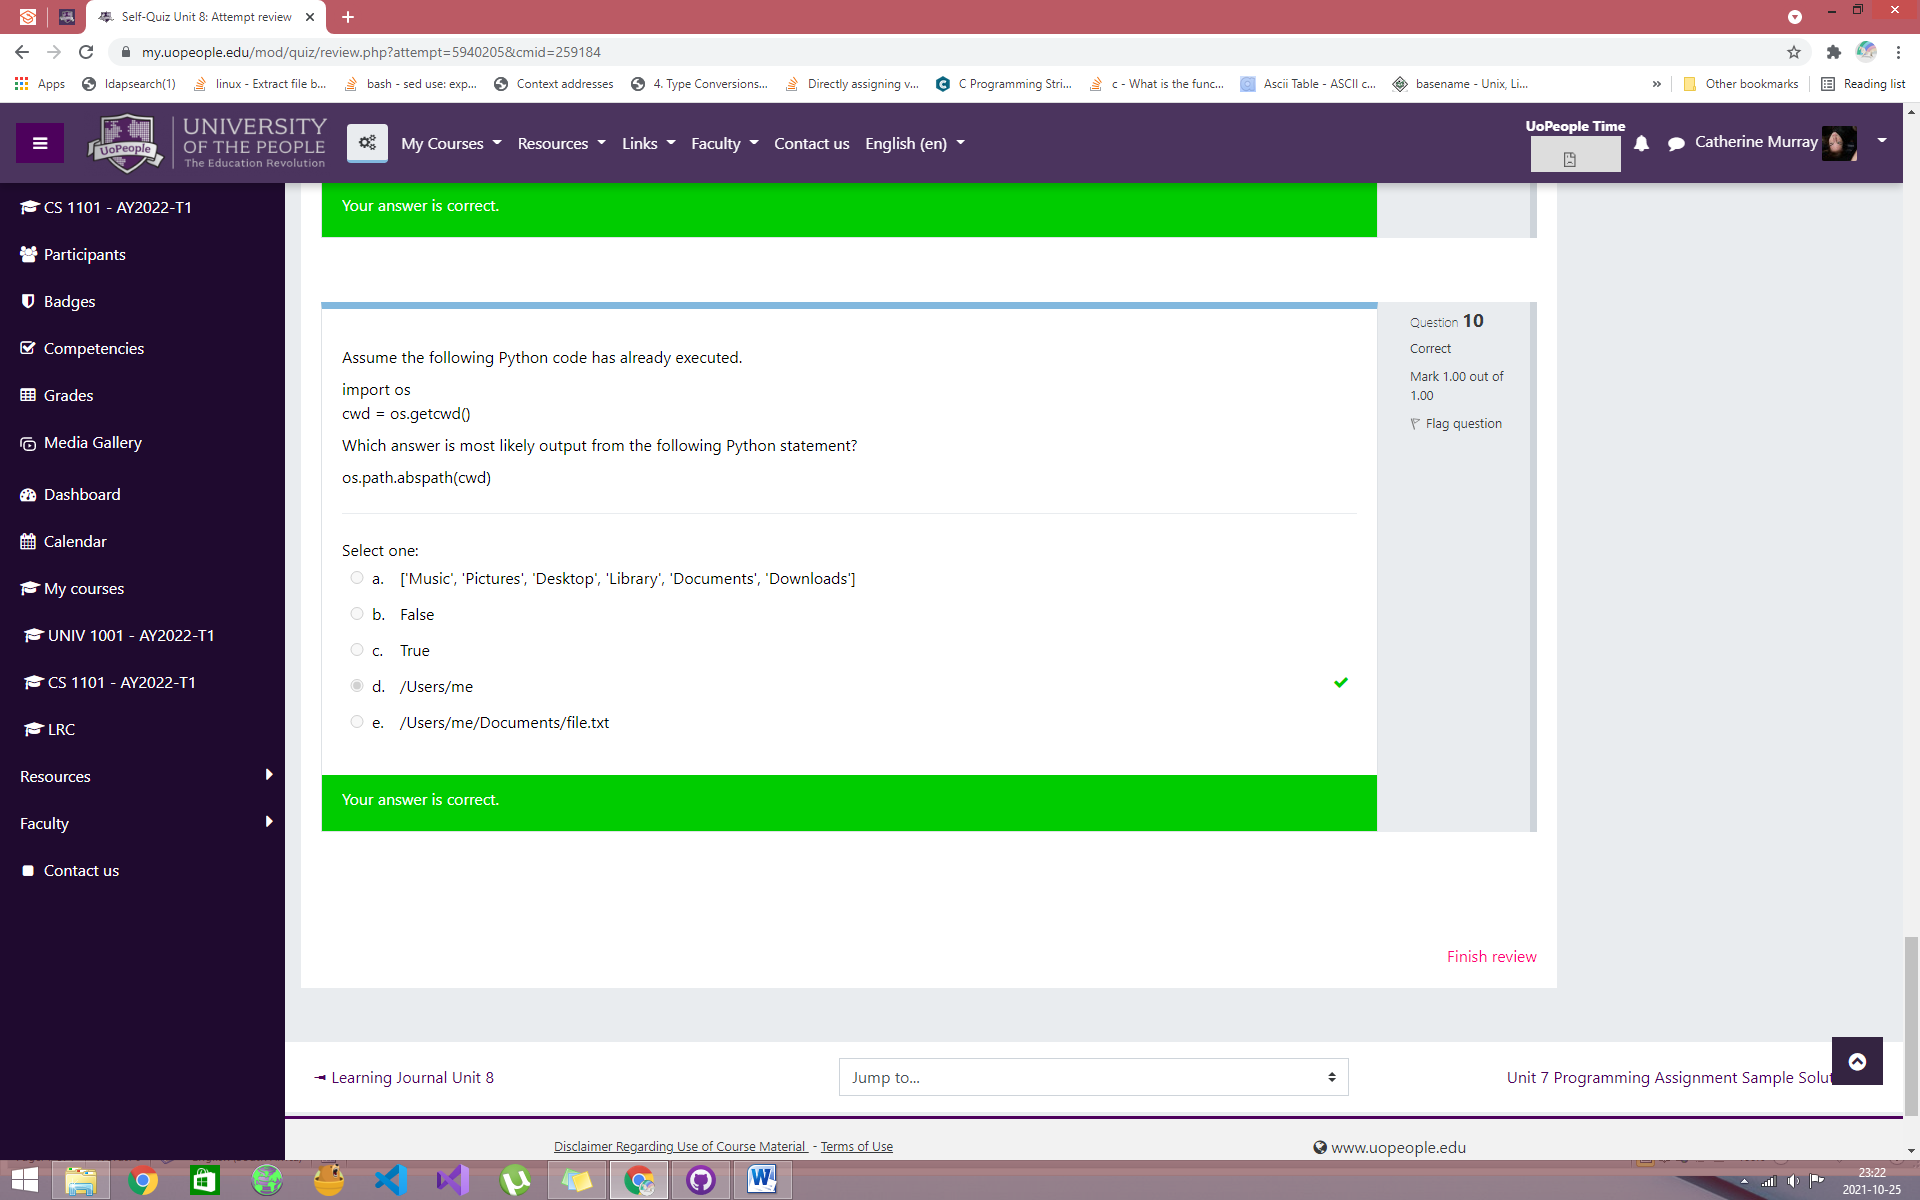 Self-Quiz Unit 8: Attempt review
my.uopeople.edu/mod/quiz/review.php?attempt=5940205&cmid=259184
Apps
ldapsearch(1)
linux - Extract file b...
bash - sed use: exp...
Context addresses
4. Type Conversions...
Directly assigning v...
C Programming Stri...
c - What is the func...
Ascii Table - ASCII c...
basename - Unix, Li...
»
Other bookmarks
Reading list
UoPeople
UNIVERSITY
OF THE PEOPLE
The Education Revolution
My Courses
Resources
Links
Faculty
Contact us
English (en)
UoPeople Time
Catherine Murray
CS 1101 - AY2022-T1
Participants
Badges
Competencies
Grades
Media Gallery
Dashboard
Calendar
My courses
UNIV 1001 - AY2022-T1
CS 1101 - AY2022-T1
LRC
Resources
Faculty
Contact us
Your answer is correct.
Question 10
Correct
Mark 1.00 out of
1.00
Flag question
Assume the following Python code has already executed.
import os
cwd = os.getcwd()
Which answer is most likely output from the following Python statement?
os.path.abspath(cwd)
Select one:
a. ['Music', 'Pictures', 'Desktop', 'Library', 'Documents', 'Downloads']
b. False
c. True
d. /Users/me
e. /Users/me/Documents/file.txt
Your answer is correct.
Finish review
◄ Learning Journal Unit 8
Jump to...
Unit 7 Programming Assignment Sample Solut
Disclaimer Regarding Use of Course Material - Terms of Use
www.uopeople.edu
23:22
2021-10-25